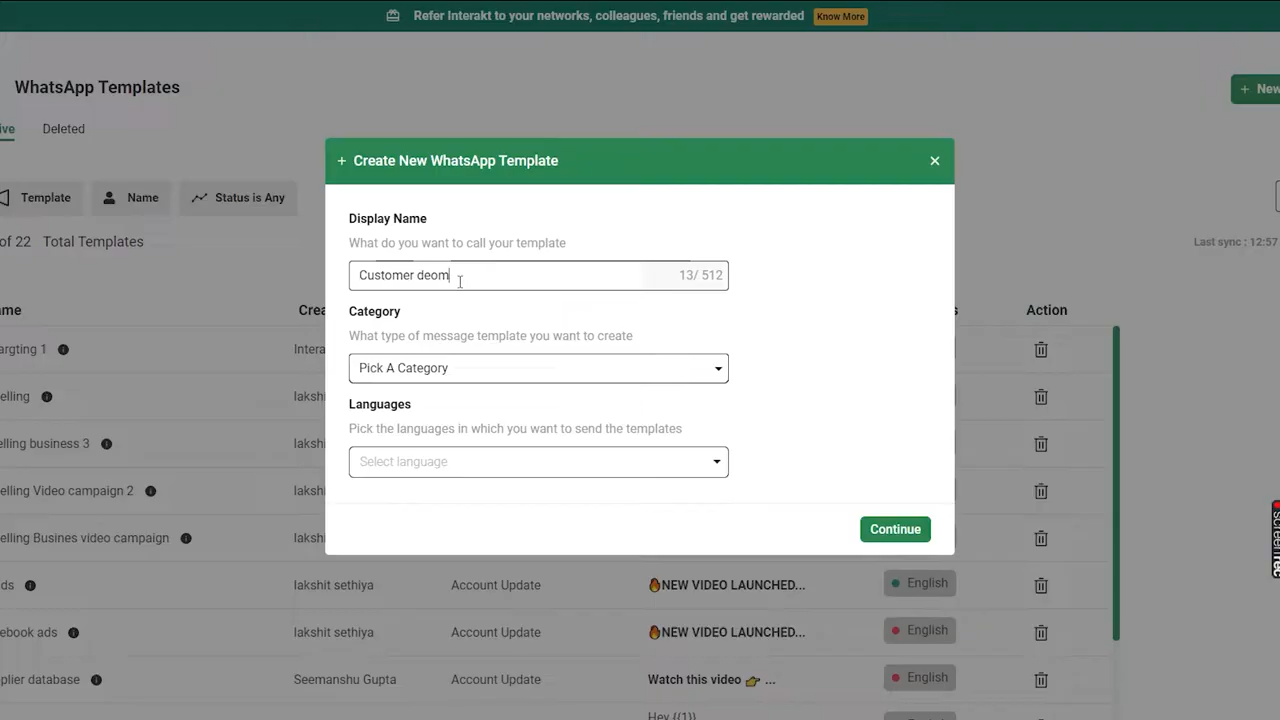 Refer Interakt to your networks, colleagues, friends and get rewarded Know More
WhatsApp Templates
+ New
ive Deleted
Template Name Status is Any
of 22 Total Templates
Last sync : 12:57
+ Create New WhatsApp Template ×
Display Name
What do you want to call your template
Customer deom 13/ 512
Category
What type of message template you want to create
Pick A Category
Languages
Pick the languages in which you want to send the templates
Select language
Continue
ame Crea s Action
argting 1 Intera
elling laksh
elling business 3 laksh
elling Video campaign 2 laksh
elling Busines video campaign laksh
ds lakshit sethiya Account Update 🔥NEW VIDEO LAUNCHED... English
ebook ads lakshit sethiya Account Update 🔥NEW VIDEO LAUNCHED... English
plier database Seemanshu Gupta Account Update Watch this video 👉 ... English
Hey {{1}}
screenrec